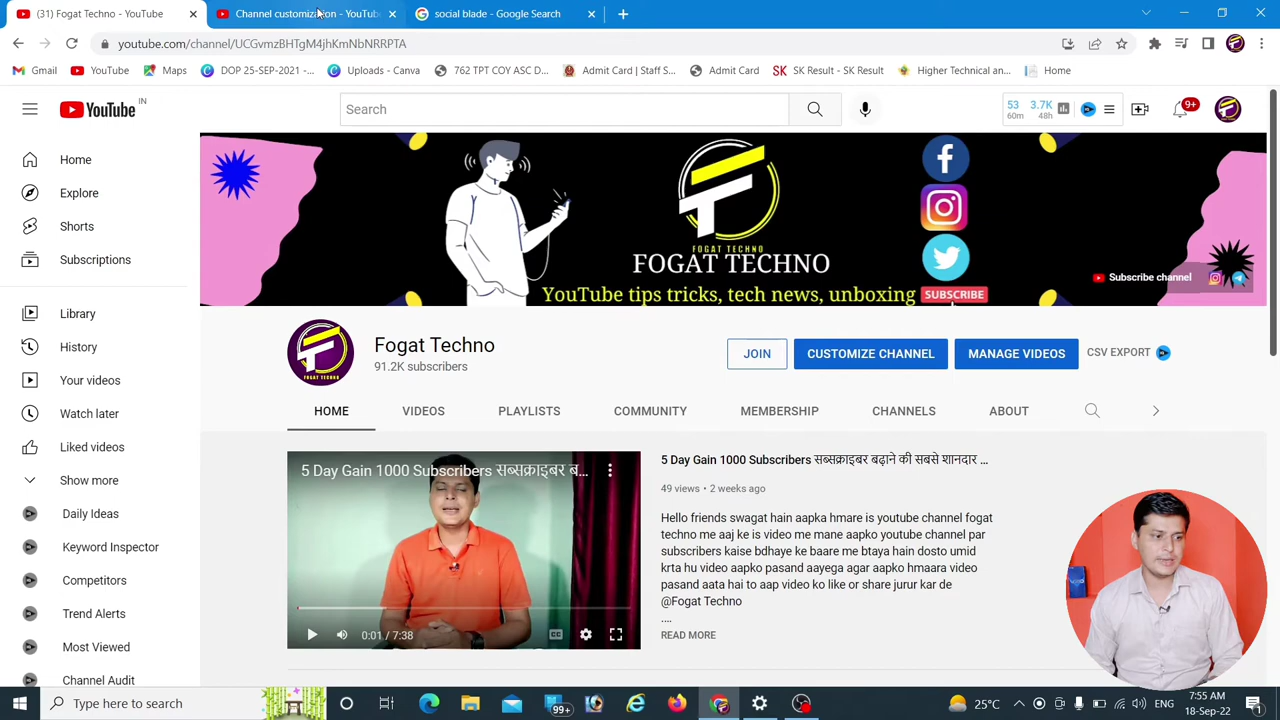 (31) Fogat Techno - YouTube
Channel customization - YouTub
social blade - Google Search
youtube.com/channel/UCGvmzBHTgM4jhKmNbNRRPTA
Gmail
YouTube
Maps
DOP 25-SEP-2021 -...
Uploads - Canva
762 TPT COY ASC D...
Admit Card | Staff S...
Admit Card
SK Result - SK Result
Higher Technical an...
Home
YouTube IN
Search
53 60m
3.7K 48h
9+
Home
Explore
Shorts
Subscriptions
Library
History
Your videos
Watch later
Liked videos
Show more
Daily Ideas
Keyword Inspector
Competitors
Trend Alerts
Most Viewed
Channel Audit
FOGAT TECHNO
FOGAT TECHNO
YouTube tips tricks, tech news, unboxing
SUBSCRIBE
Subscribe channel
Fogat Techno
91.2K subscribers
JOIN
CUSTOMIZE CHANNEL
MANAGE VIDEOS
CSV EXPORT
HOME
VIDEOS
PLAYLISTS
COMMUNITY
MEMBERSHIP
CHANNELS
ABOUT
5 Day Gain 1000 Subscribers सब्सक्राइबर ब...
0:01 / 7:38
5 Day Gain 1000 Subscribers सब्सक्राइबर बढ़ाने की सबसे शानदार ...
49 views • 2 weeks ago
Hello friends swagat hain aapka hmare is youtube channel fogat
techno me aaj ke is video me mane aapko youtube channel par
subscribers kaise bdhaye ke baare me btaya hain dosto umid
krta hu video aapko pasand aayega agar aapko hmaara video
pasand aata hai to aap video ko like or share jurur kar de
@Fogat Techno
....
READ MORE
Type here to search
99+
25°C
ENG
7:55 AM
18-Sep-22